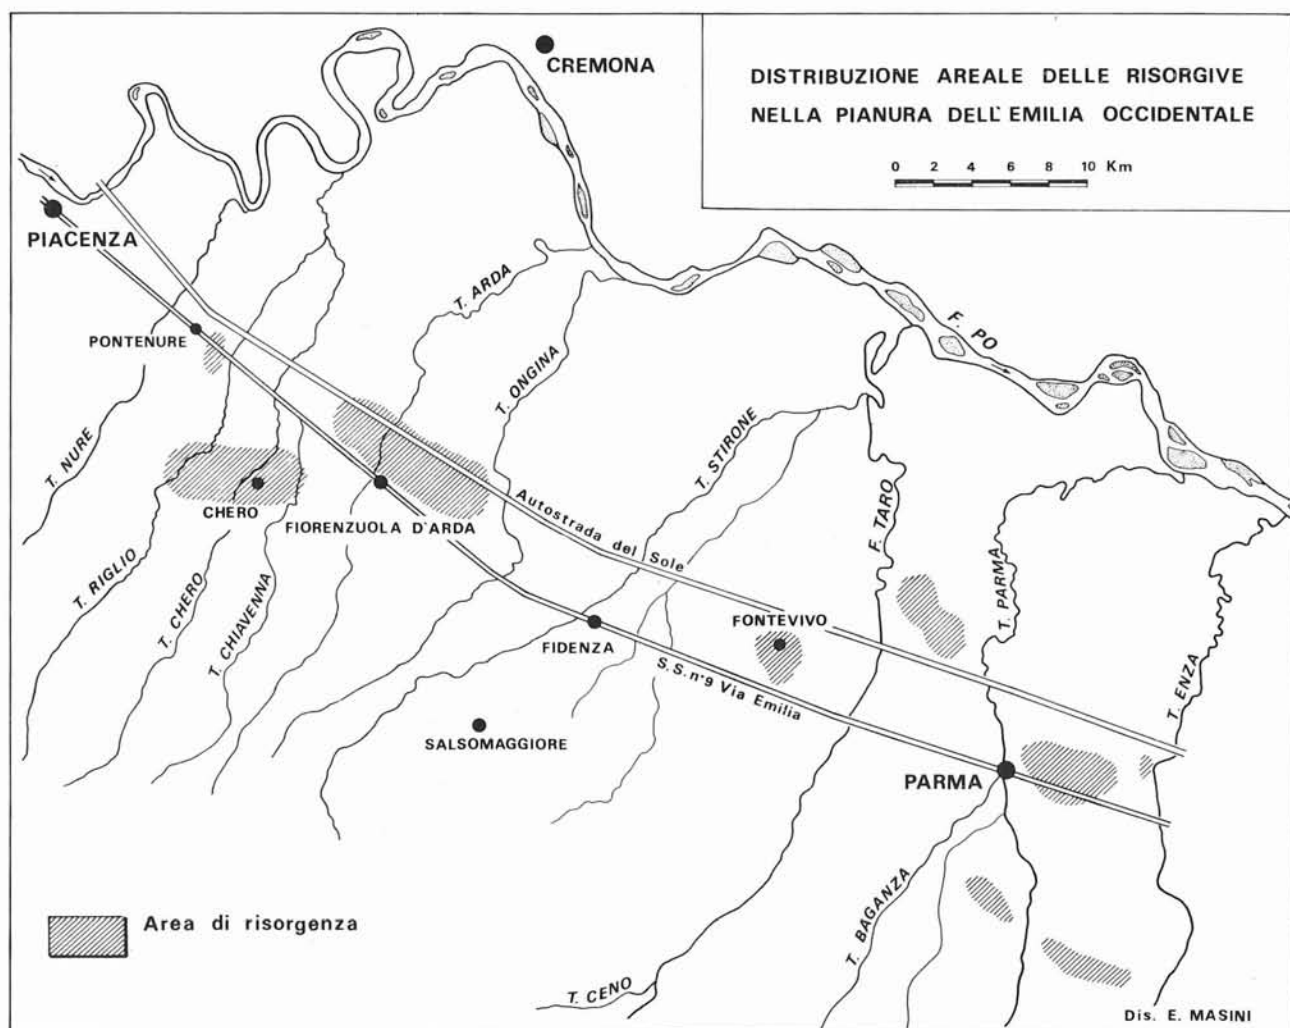 CREMONA
DISTRIBUZIONE AREALE DELLE RISORGIVE
NELLA PIANURA DELL'EMILIA OCCIDENTALE
0 2 4 6 8 10 Km
PIACENZA
T. ARDA
F. PO
PONTENURE
T. ONGINA
T. STIRONE
T. NURE
CHERO
FIORENZUOLA D'ARDA
Autostrada del Sole
F. TARO
T. RIGLIO
T. CHERO
T. CHIAVENNA
T. PARMA
FONTEVIVO
FIDENZA
S.S. n°9 Via Emilia
T. ENZA
SALSOMAGGIORE
PARMA
Area di risorgenza
T. BAGANZA
T. CENO
Dis. E. MASINI